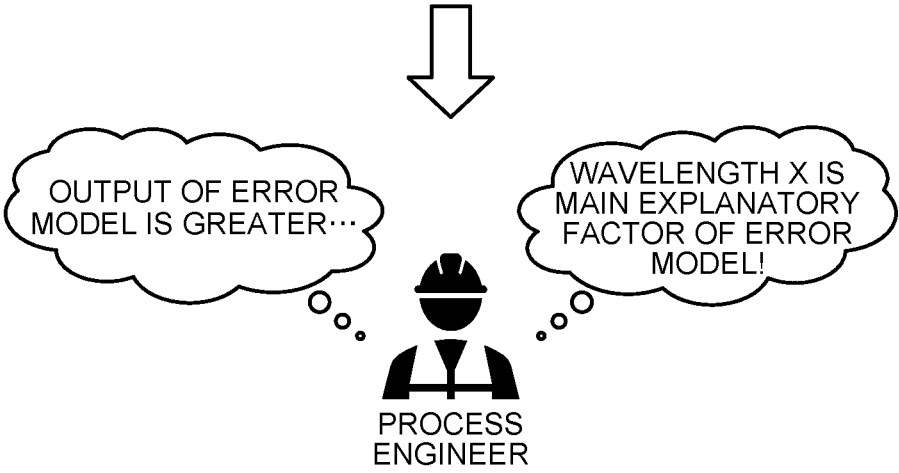 OUTPUT OF ERROR
MODEL IS GREATER···
WAVELENGTH X IS
MAIN EXPLANATORY
FACTOR OF ERROR
MODEL!
PROCESS
ENGINEER